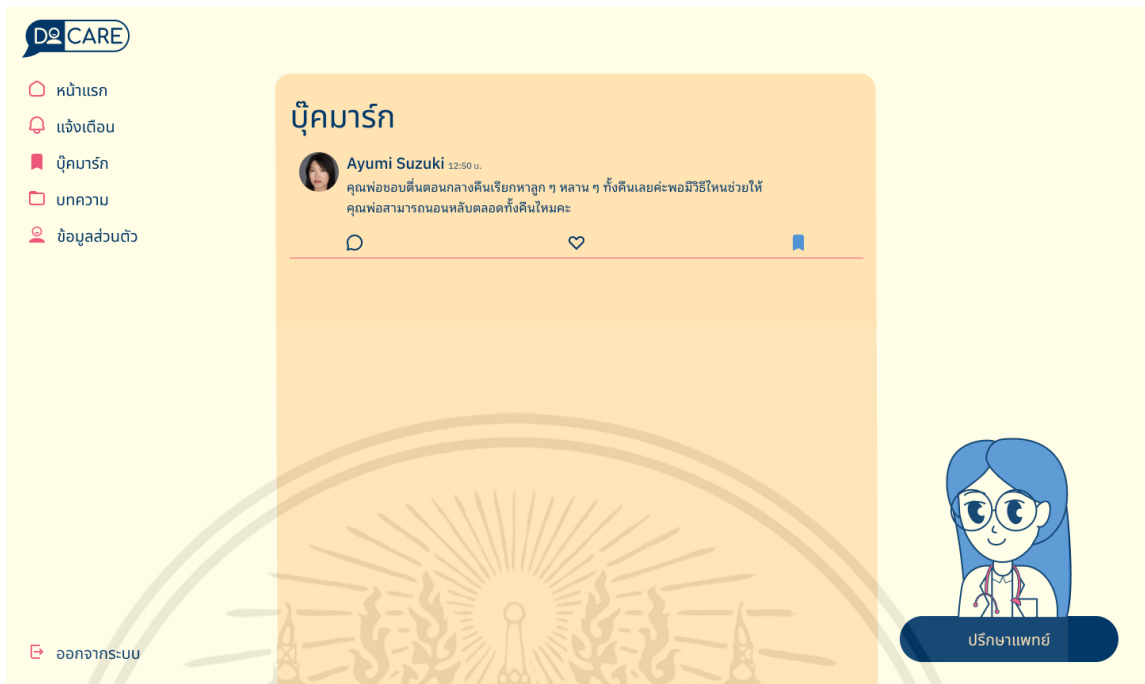 DO CARE
หน้าแรก
แจ้งเตือน
บุ๊คมาร์ก
บทความ
ข้อมูลส่วนตัว
ออกจากระบบ
บุ๊คมาร์ก
Ayumi Suzuki 12:50 น.
คุณพ่อชอบตื่นตอนกลางคืนเรียกหาลูก ๆ หลาน ๆ ทั้งคืนเลยค่ะพอมีวิธีไหนช่วยให้
คุณพ่อสามารถนอนหลับตลอดทั้งคืนไหมคะ
ปรึกษาแพทย์